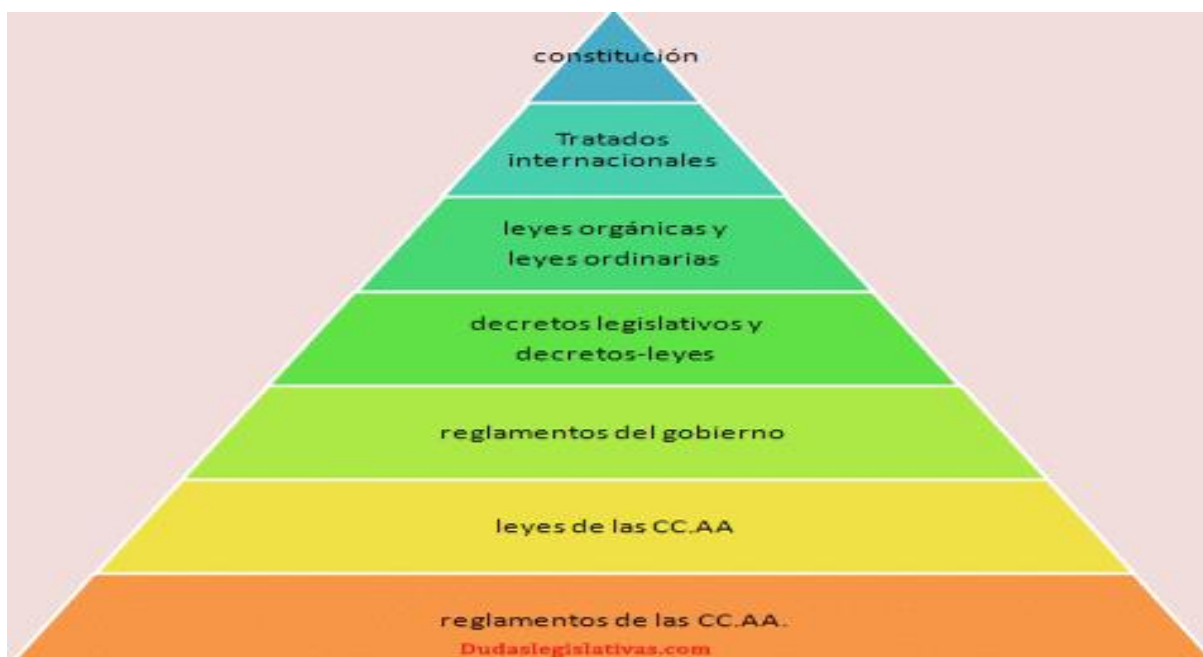 constitución
Tratados
internacionales
leyes orgánicas y
leyes ordinarias
decretos legislativos y
decretos-leyes
reglamentos del gobierno
leyes de las CC.AA
reglamentos de las CC.AA.
Dudaslegislativas.com